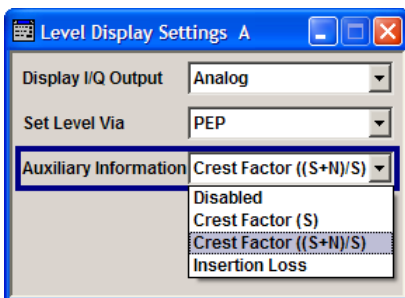 Level Display Settings A
Display I/Q Output Analog
Set Level Via PEP
Auxiliary Information Crest Factor ((S+N)/S)
Disabled
Crest Factor (S)
Crest Factor ((S+N)/S)
Insertion Loss